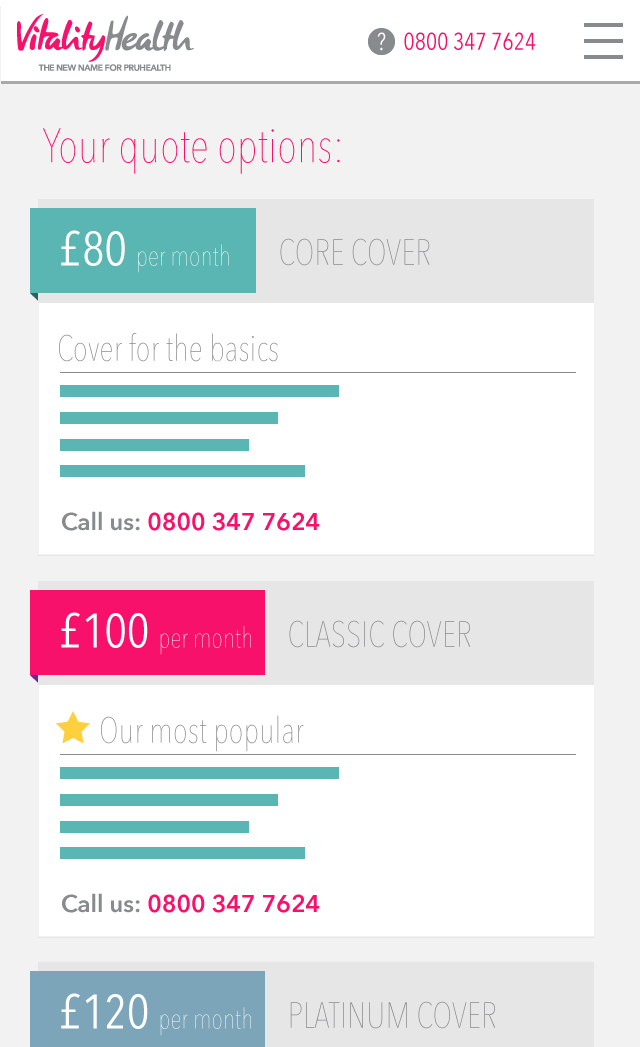 VitalityHealth
THE NEW NAME FOR PRUHEALTH
? 0800 347 7624
Your quote options:
£80 per month CORE COVER
Cover for the basics
Call us: 0800 347 7624
£100 per month CLASSIC COVER
Our most popular
Call us: 0800 347 7624
£120 per month PLATINUM COVER